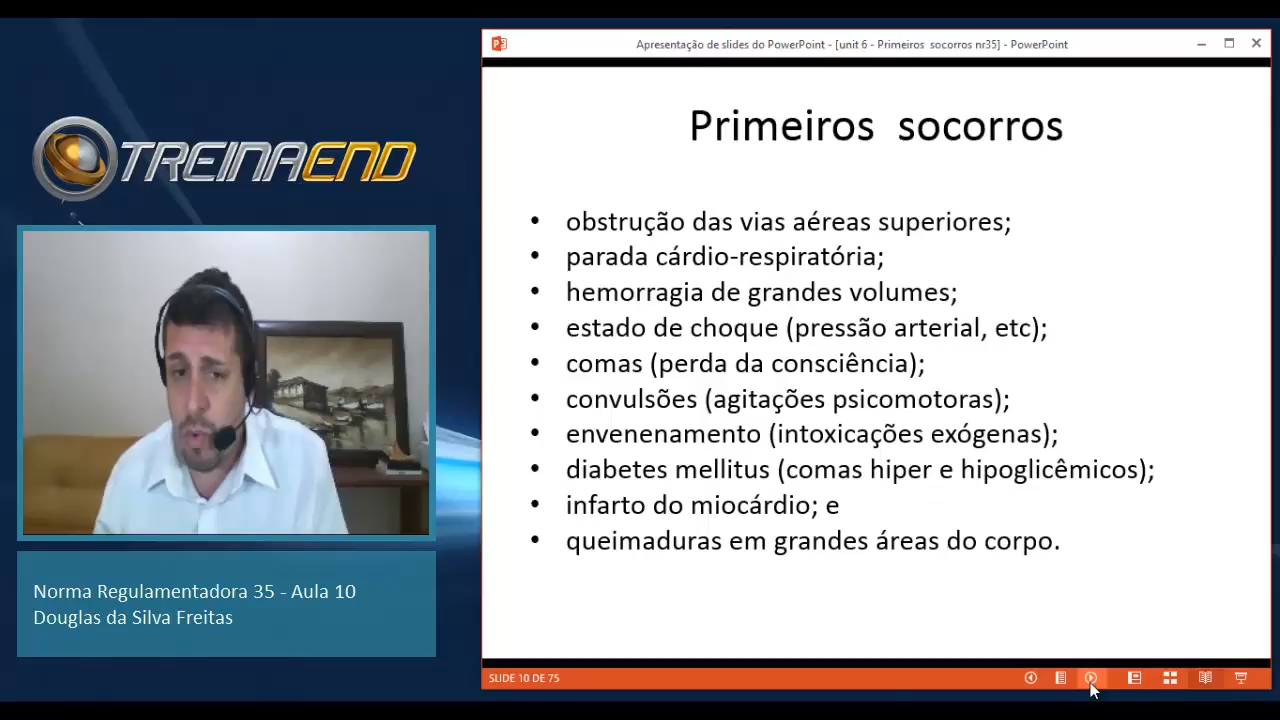 TREINAEND
Norma Regulamentadora 35 - Aula 10
Douglas da Silva Freitas
Apresentação de slides do PowerPoint - [unit 6 - Primeiros socorros nr35] - PowerPoint
Primeiros socorros
• obstrução das vias aéreas superiores;
• parada cárdio-respiratória;
• hemorragia de grandes volumes;
• estado de choque (pressão arterial, etc);
• comas (perda da consciência);
• convulsões (agitações psicomotoras);
• envenenamento (intoxicações exógenas);
• diabetes mellitus (comas hiper e hipoglicêmicos);
• infarto do miocárdio; e
• queimaduras em grandes áreas do corpo.
SLIDE 10 DE 75